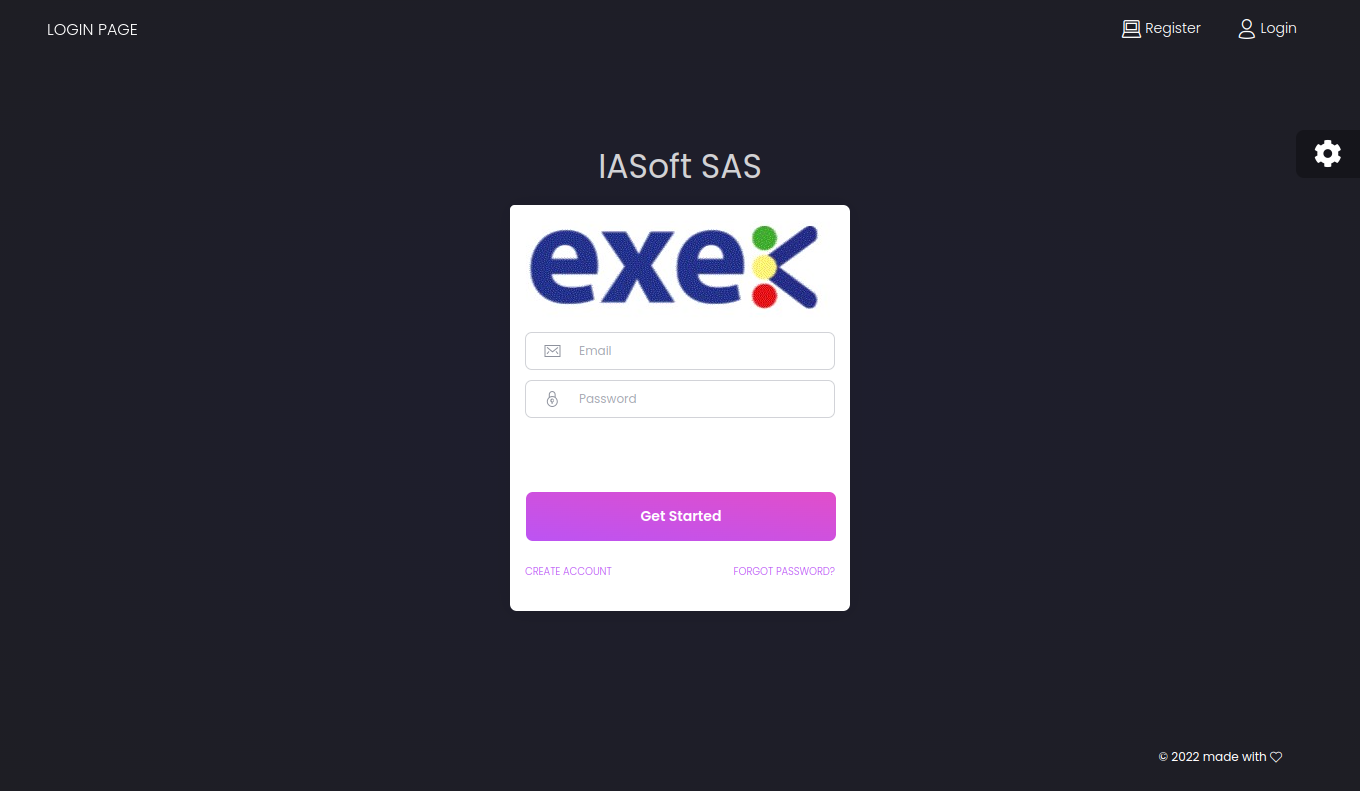 LOGIN PAGE
Register
Login
IASoft SAS
exek
Email
Password
Get Started
CREATE ACCOUNT
FORGOT PASSWORD?
© 2022 made with